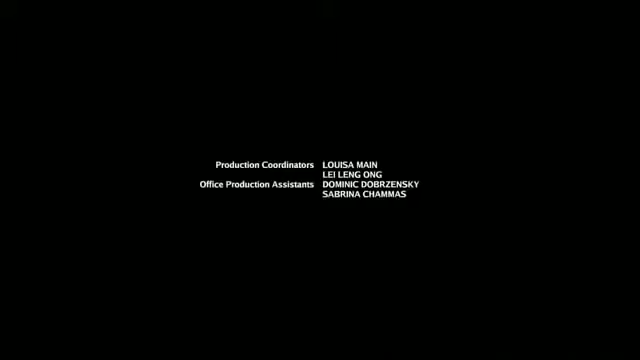 Production Coordinators LOUISA MAIN
LEI LENG ONG
Office Production Assistants DOMINIC DOBRZENSKY
SABRINA CHAMMAS